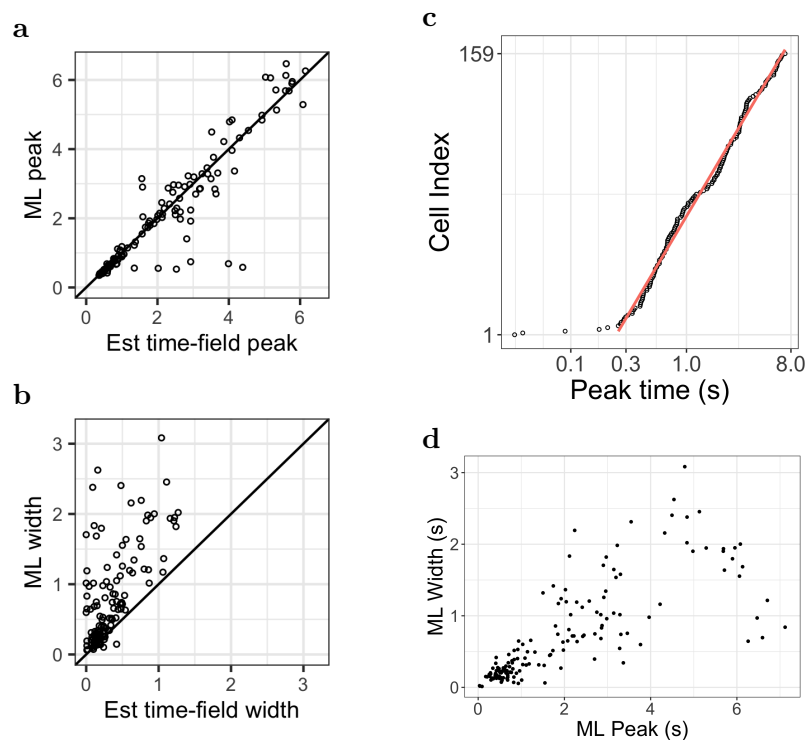 a
ML peak
6
4
2
0
0 2 4 6
Est time-field peak
b
ML width
3
2
1
0
0 1 2 3
Est time-field width
c
Cell Index
159
1
0.1 0.3 1.0 8.0
Peak time (s)
d
ML Width (s)
3
2
1
0
0 2 4 6
ML Peak (s)